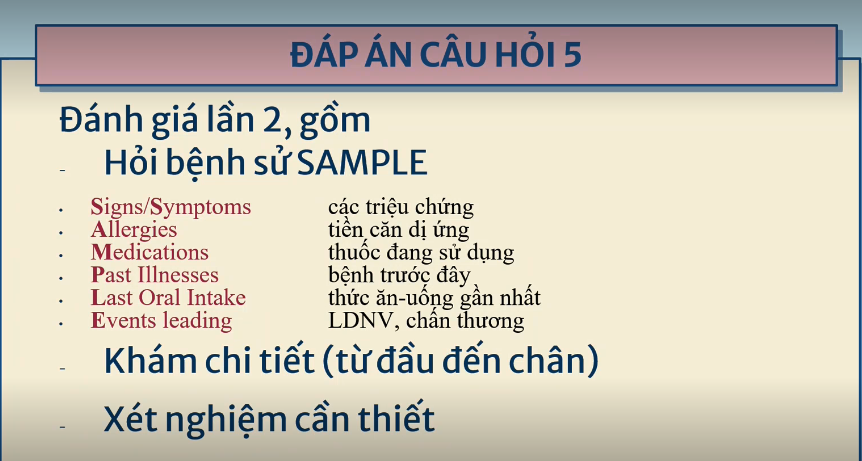 ĐÁP ÁN CÂU HỎI 5
Đánh giá lần 2, gồm
- Hỏi bệnh sử SAMPLE
• Signs/Symptoms các triệu chứng
• Allergies tiền căn dị ứng
• Medications thuốc đang sử dụng
• Past Illnesses bệnh trước đây
• Last Oral Intake thức ăn-uống gần nhất
• Events leading LDNV, chấn thương
- Khám chi tiết (từ đầu đến chân)
- Xét nghiệm cần thiết